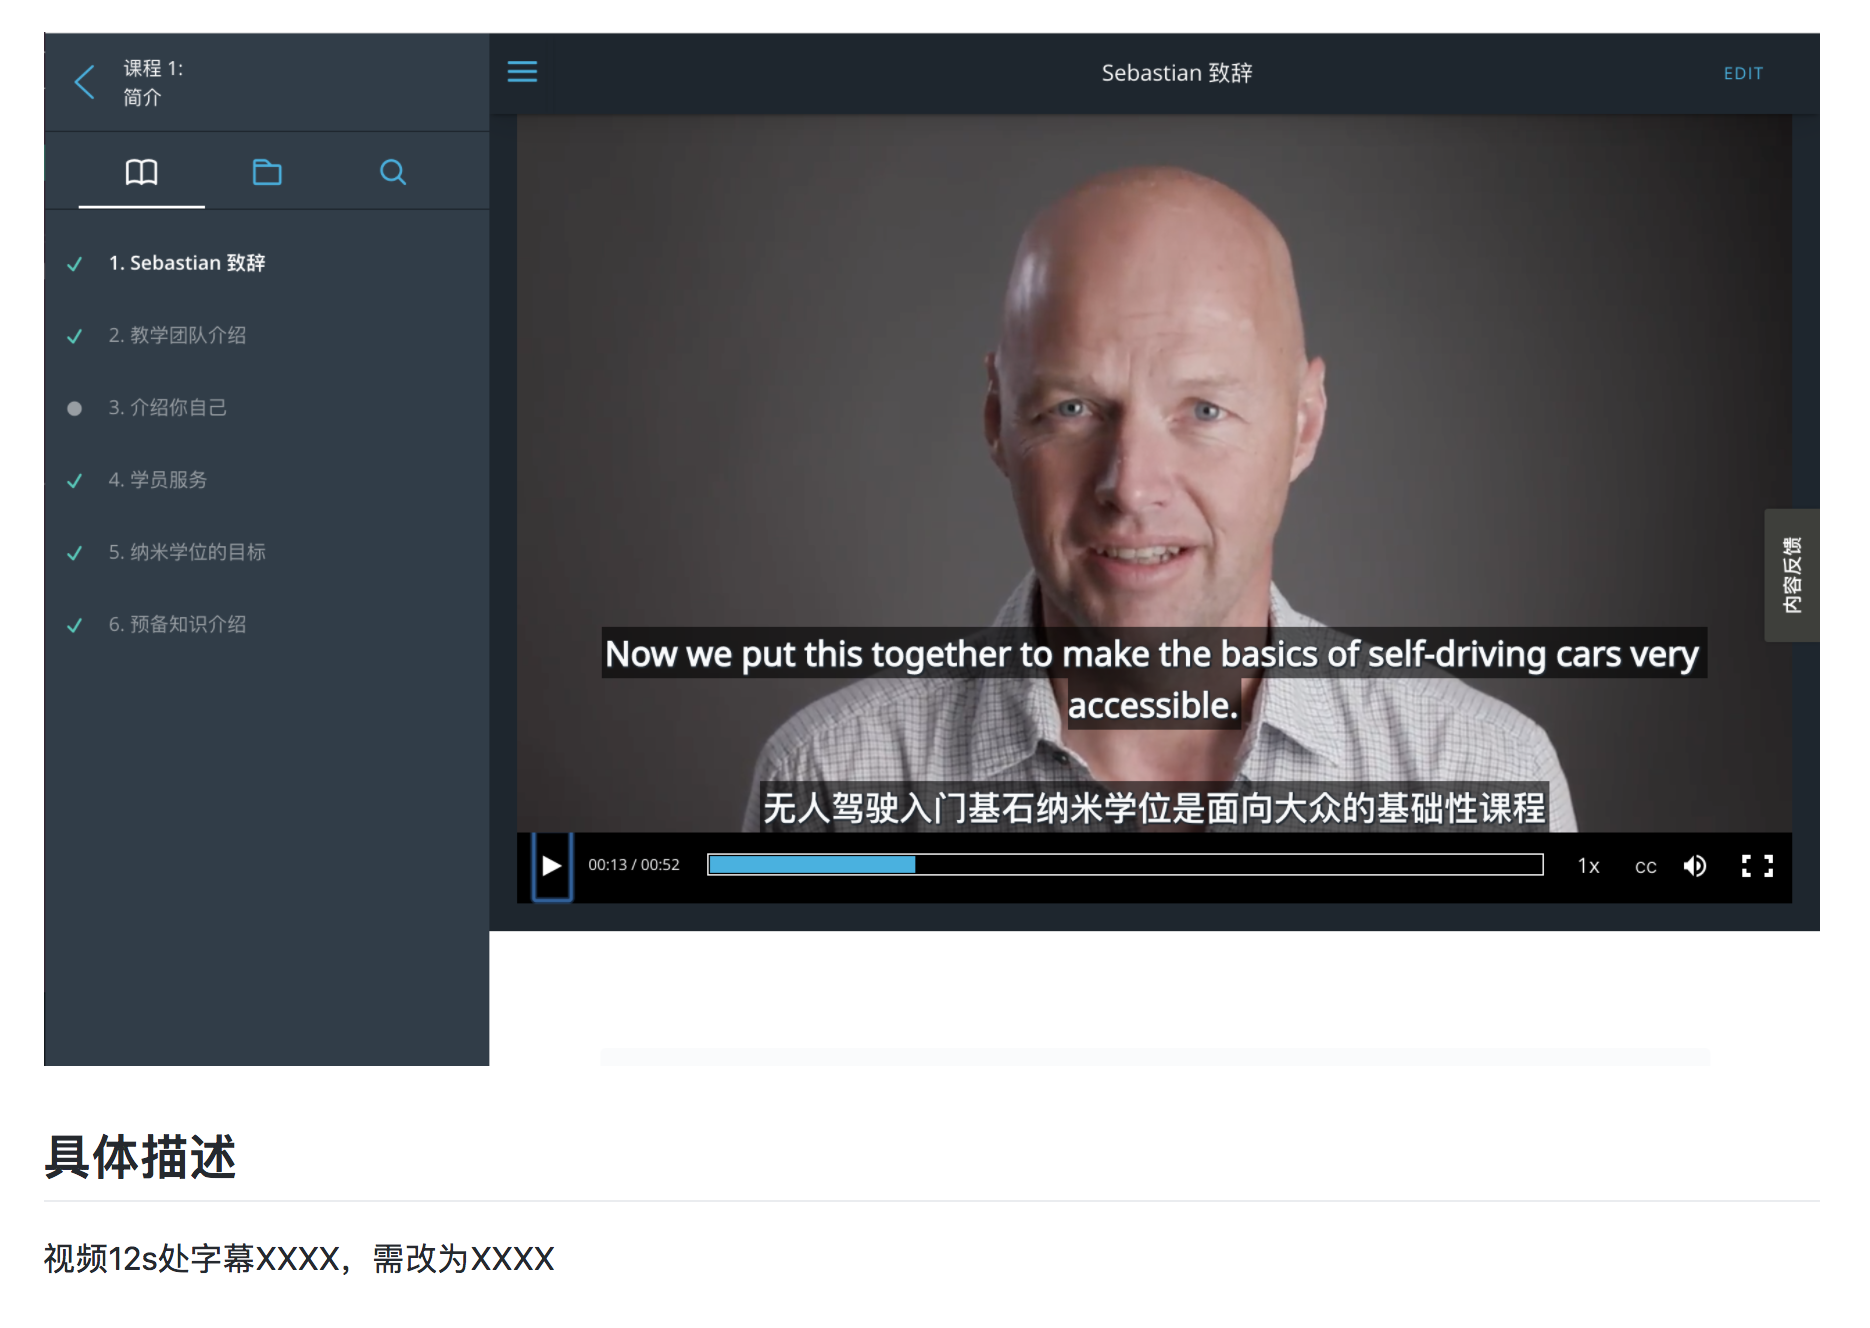 课程 1:
简介
Sebastian 致辞
EDIT
1. Sebastian 致辞
2. 教学团队介绍
3. 介绍你自己
4. 学员服务
5. 纳米学位的目标
6. 预备知识介绍
内容反馈
Now we put this together to make the basics of self-driving cars very
accessible.
无人驾驶入门基石纳米学位是面向大众的基础性课程
00:13 / 00:52
1x
CC
具体描述
视频12s处字幕XXXX，需改为XXXX